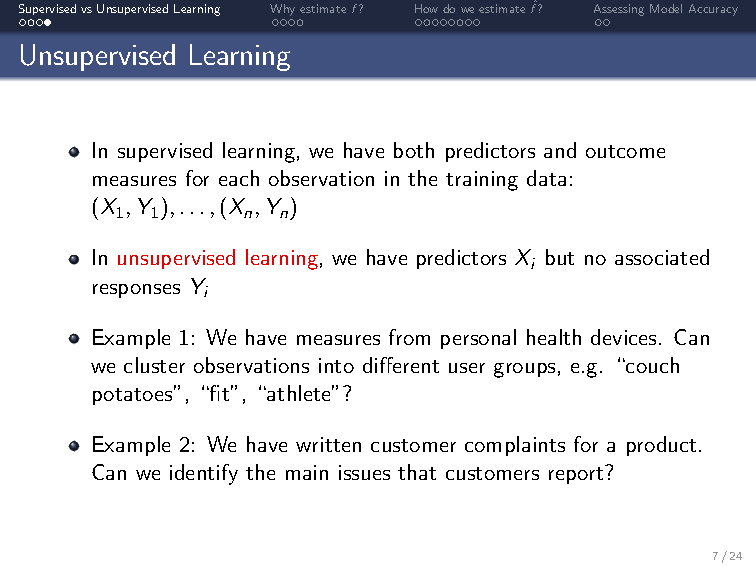 Supervised vs Unsupervised Learning Why estimate f? How do we estimate f̂? Assessing Model Accuracy
Unsupervised Learning
In supervised learning, we have both predictors and outcome
measures for each observation in the training data:
(X₁, Y₁), . . . , (Xₙ, Yₙ)
In unsupervised learning, we have predictors Xᵢ but no associated
responses Yᵢ
Example 1: We have measures from personal health devices. Can
we cluster observations into different user groups, e.g. “couch
potatoes”, “fit”, “athlete”?
Example 2: We have written customer complaints for a product.
Can we identify the main issues that customers report?
7 / 24